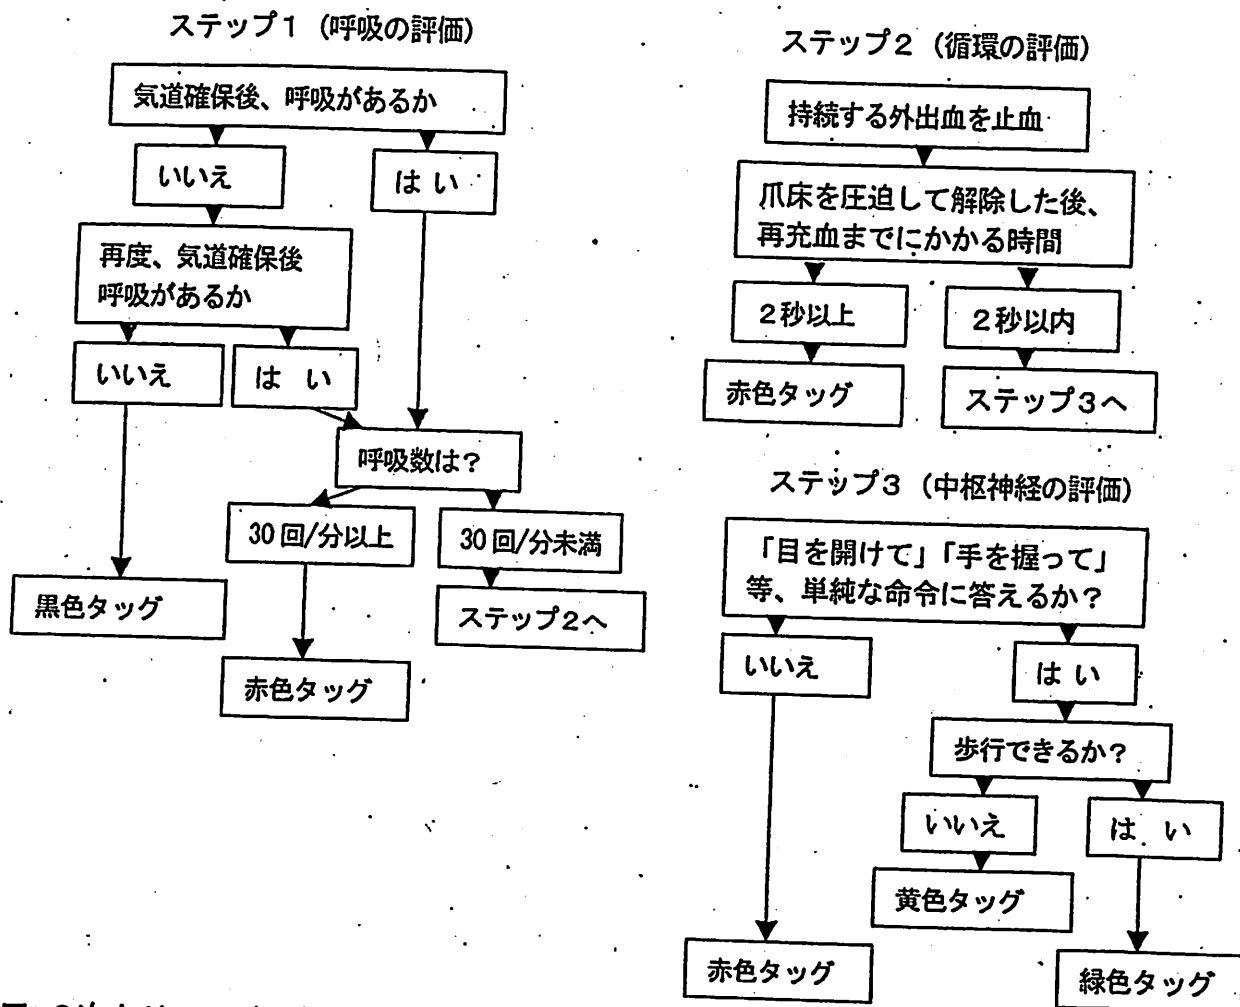 ステップ1（呼吸の評価）
気道確保後、呼吸があるか
いいえ
はい
再度、気道確保後
呼吸があるか
いいえ
はい
呼吸数は？
30回/分以上
30回/分未満
黒色タッグ
ステップ2へ
赤色タッグ
ステップ2（循環の評価）
持続する外出血を止血
爪床を圧迫して解除した後、
再充血までにかかる時間
2秒以上
2秒以内
赤色タッグ
ステップ3へ
ステップ3（中枢神経の評価）
「目を開けて」「手を握って」
等、単純な命令に答えるか？
いいえ
はい
歩行できるか？
いいえ
はい
黄色タッグ
赤色タッグ
緑色タッグ